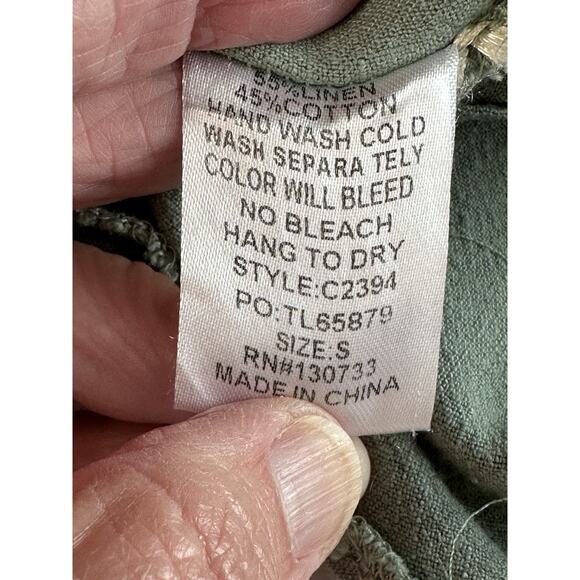 55%LINEN
45%COTTON
HAND WASH COLD
WASH SEPARA TELY
COLOR WILL BLEED
NO BLEACH
HANG TO DRY
STYLE:C2394
PO:TL65879
SIZE:S
RN#130733
MADE IN CHINA